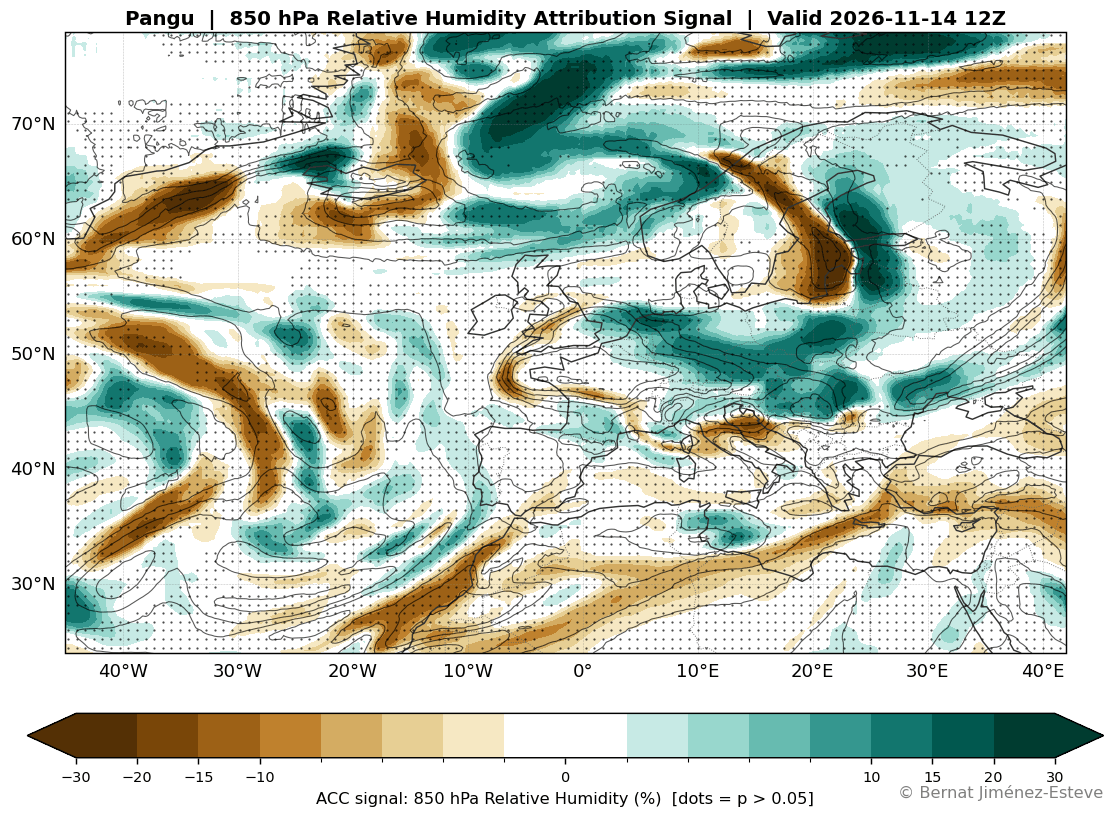 Pangu | 850 hPa Relative Humidity Attribution Signal | Valid 2026-11-14 12Z
70°N
60°N
50°N
40°N
30°N
40°W 30°W 20°W 10°W 0° 10°E 20°E 30°E 40°E
−30 −20 −15 −10 0 10 15 20 30
ACC signal: 850 hPa Relative Humidity (%) [dots = p > 0.05]
© Bernat Jiménez-Esteve